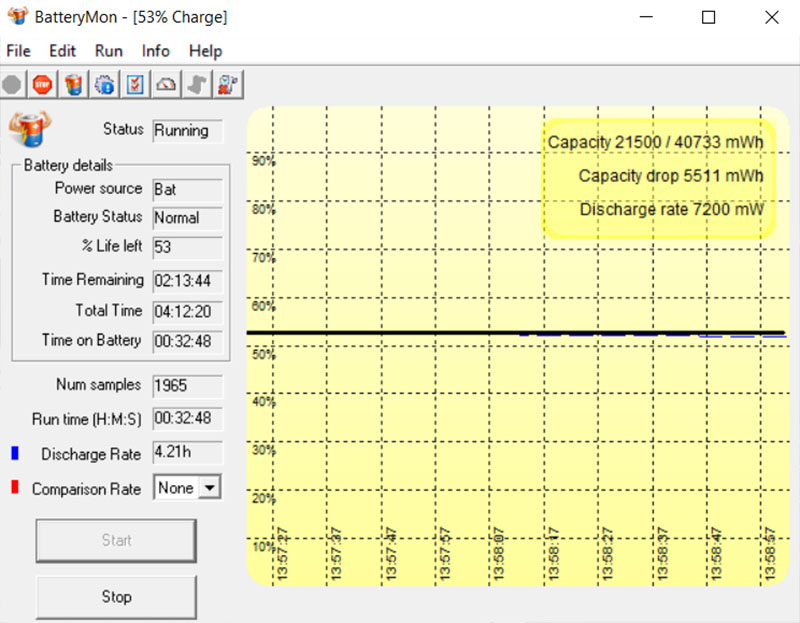 BatteryMon - [53% Charge]
File Edit Run Info Help
STOP
Status Running
Battery details
Power source Bat
Battery Status Normal
% Life left 53
Time Remaining 02:13:44
Total Time 04:12:20
Time on Battery 00:32:48
Num samples 1965
Run time (H:M:S) 00:32:48
Discharge Rate 4.21h
Comparison Rate None
Start
Stop
Capacity 21500 / 40733 mWh
Capacity drop 5511 mWh
Discharge rate 7200 mW
90%
80%
70%
60%
50%
40%
30%
20%
10%
13:57:27
13:57:37
13:57:47
13:57:57
13:58:07
13:58:17
13:58:27
13:58:37
13:58:47
13:58:57